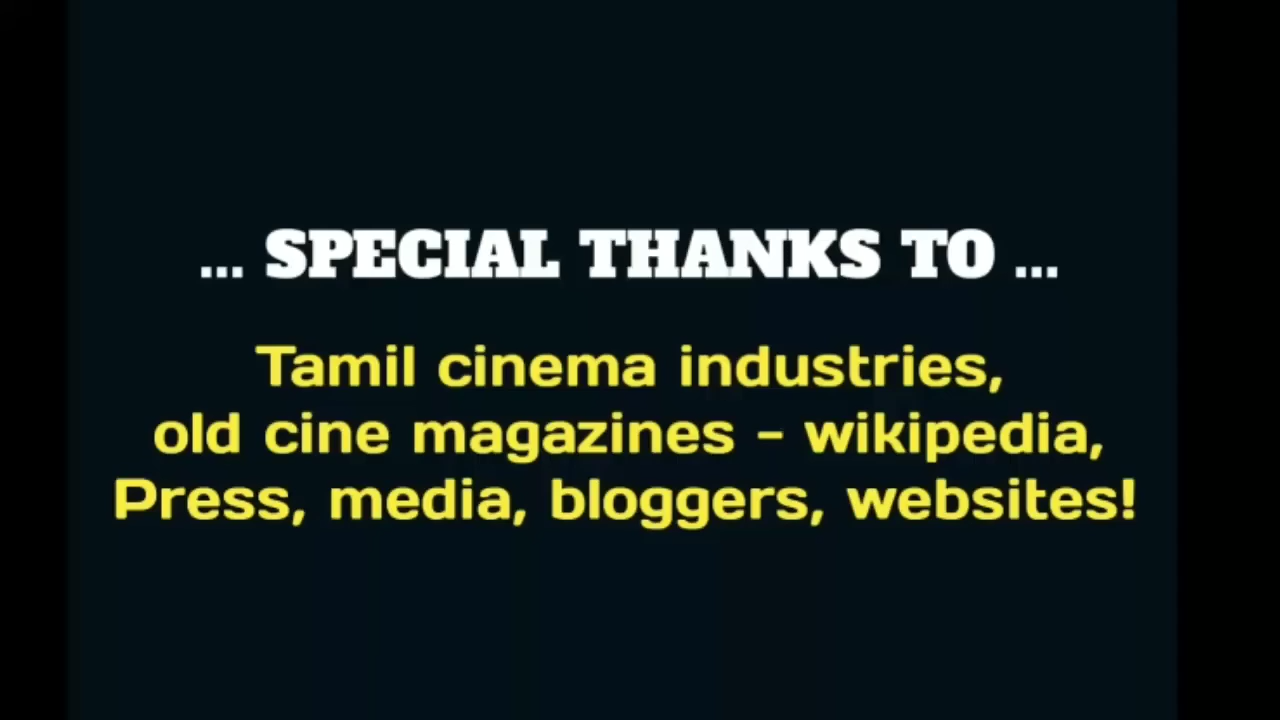 ... SPECIAL THANKS TO ...
Tamil cinema industries,
old cine magazines - wikipedia,
Press, media, bloggers, websites!